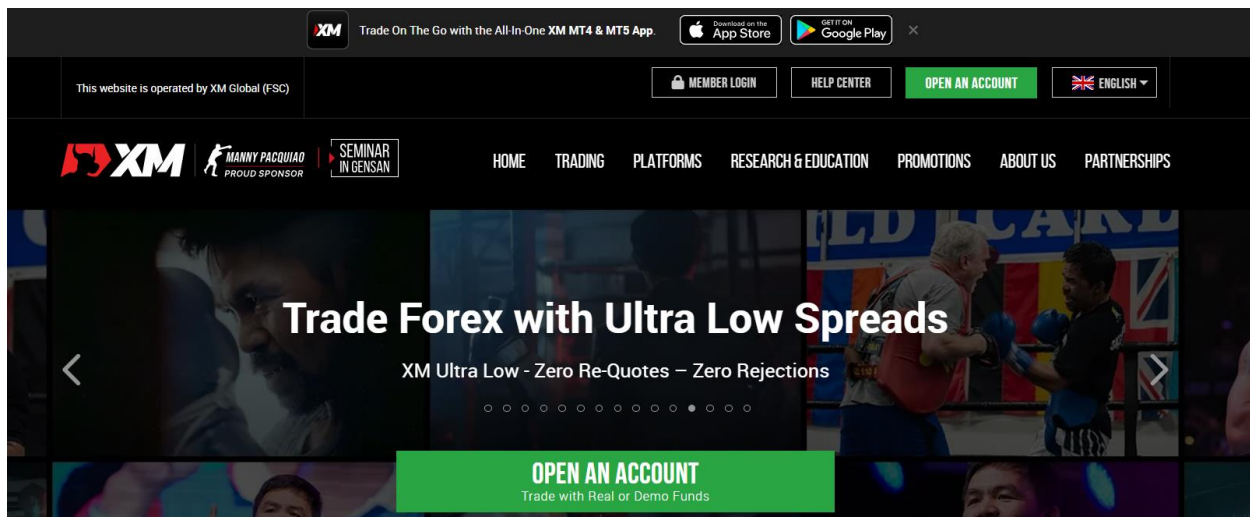 XM
Trade On The Go with the All-In-One XM MT4 & MT5 App.
Download on the
App Store
GET IT ON
Google Play
This website is operated by XM Global (FSC)
MEMBER LOGIN
HELP CENTER
OPEN AN ACCOUNT
ENGLISH
XM
MANNY PACQUIAO
PROUD SPONSOR
SEMINAR
IN GENSAN
HOME
TRADING
PLATFORMS
RESEARCH & EDUCATION
PROMOTIONS
ABOUT US
PARTNERSHIPS
Trade Forex with Ultra Low Spreads
XM Ultra Low - Zero Re-Quotes – Zero Rejections
OPEN AN ACCOUNT
Trade with Real or Demo Funds